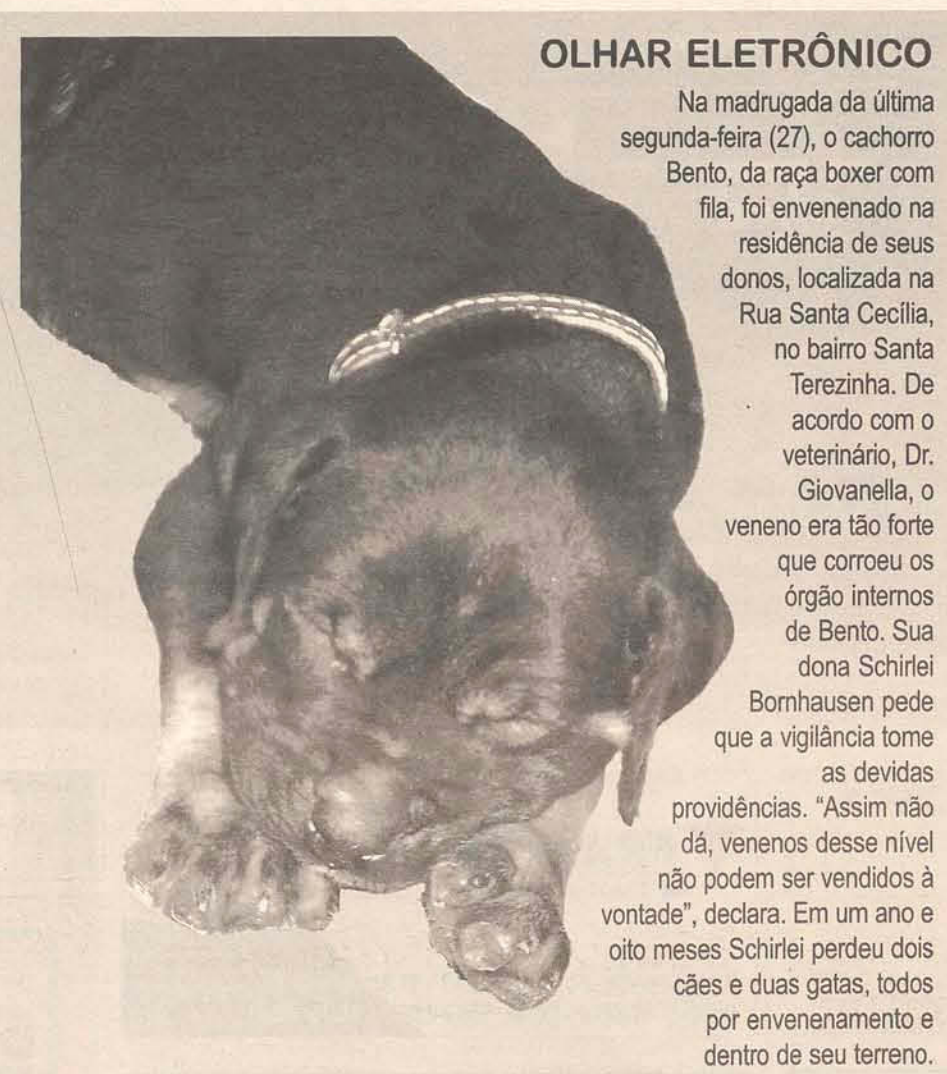 OLHAR ELETRÔNICO
Na madrugada da última
segunda-feira (27), o cachorro
Bento, da raça boxer com
fila, foi envenenado na
residência de seus
donos, localizada na
Rua Santa Cecília,
no bairro Santa
Terezinha. De
acordo com o
veterinário, Dr.
Giovanella, o
veneno era tão forte
que corroeu os
órgão internos
de Bento. Sua
dona Schirlei
Bornhausen pede
que a vigilância tome
as devidas
providências. “Assim não
dá, venenos desse nível
não podem ser vendidos à
vontade”, declara. Em um ano e
oito meses Schirlei perdeu dois
cães e duas gatas, todos
por envenenamento e
dentro de seu terreno.